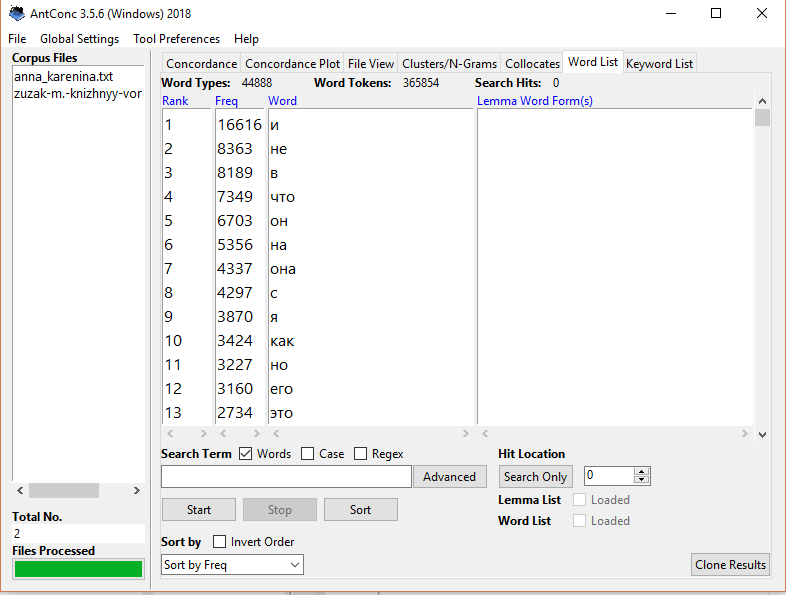 AntConc 3.5.6 (Windows) 2018
File Global Settings Tool Preferences Help
Corpus Files
anna_karenina.txt
zuzak-m.-knizhnyy-vor
Total No.
2
Files Processed
Concordance Concordance Plot File View Clusters/N-Grams Collocates Word List Keyword List
Word Types: 44888 Word Tokens: 365854 Search Hits: 0
Rank Freq Word Lemma Word Form(s)
1 16616 и
2 8363 не
3 8189 в
4 7349 что
5 6703 он
6 5356 на
7 4337 она
8 4297 с
9 3870 я
10 3424 как
11 3227 но
12 3160 его
13 2734 это
Search Term Words Case Regex Hit Location
Advanced Search Only 0
Start Stop Sort Lemma List Loaded
Word List Loaded
Sort by Invert Order
Sort by Freq Clone Results